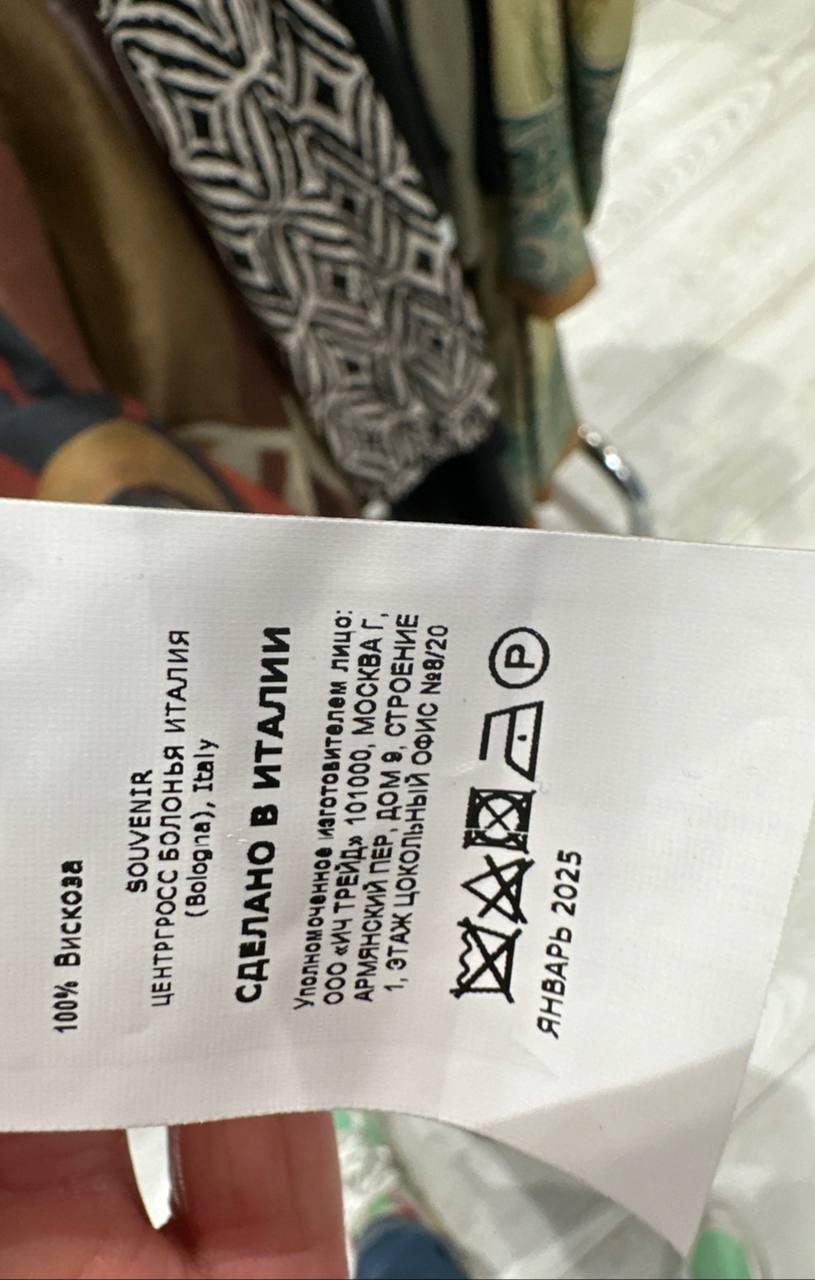 100% Вискоза
SOUVENIR
ЦЕНТРГРОСС БОЛОНЬЯ ИТАЛИЯ
(Bologna), Italy
СДЕЛАНО В ИТАЛИИ
Уполномоченное изготовителем лицо:
ООО «ИЧ ТРЕЙД» 101000, МОСКВА Г,
АРМЯНСКИЙ ПЕР, ДОМ 9, СТРОЕНИЕ
1, ЭТАЖ ЦОКОЛЬНЫЙ ОФИС №8/20
P
ЯНВАРЬ 2025